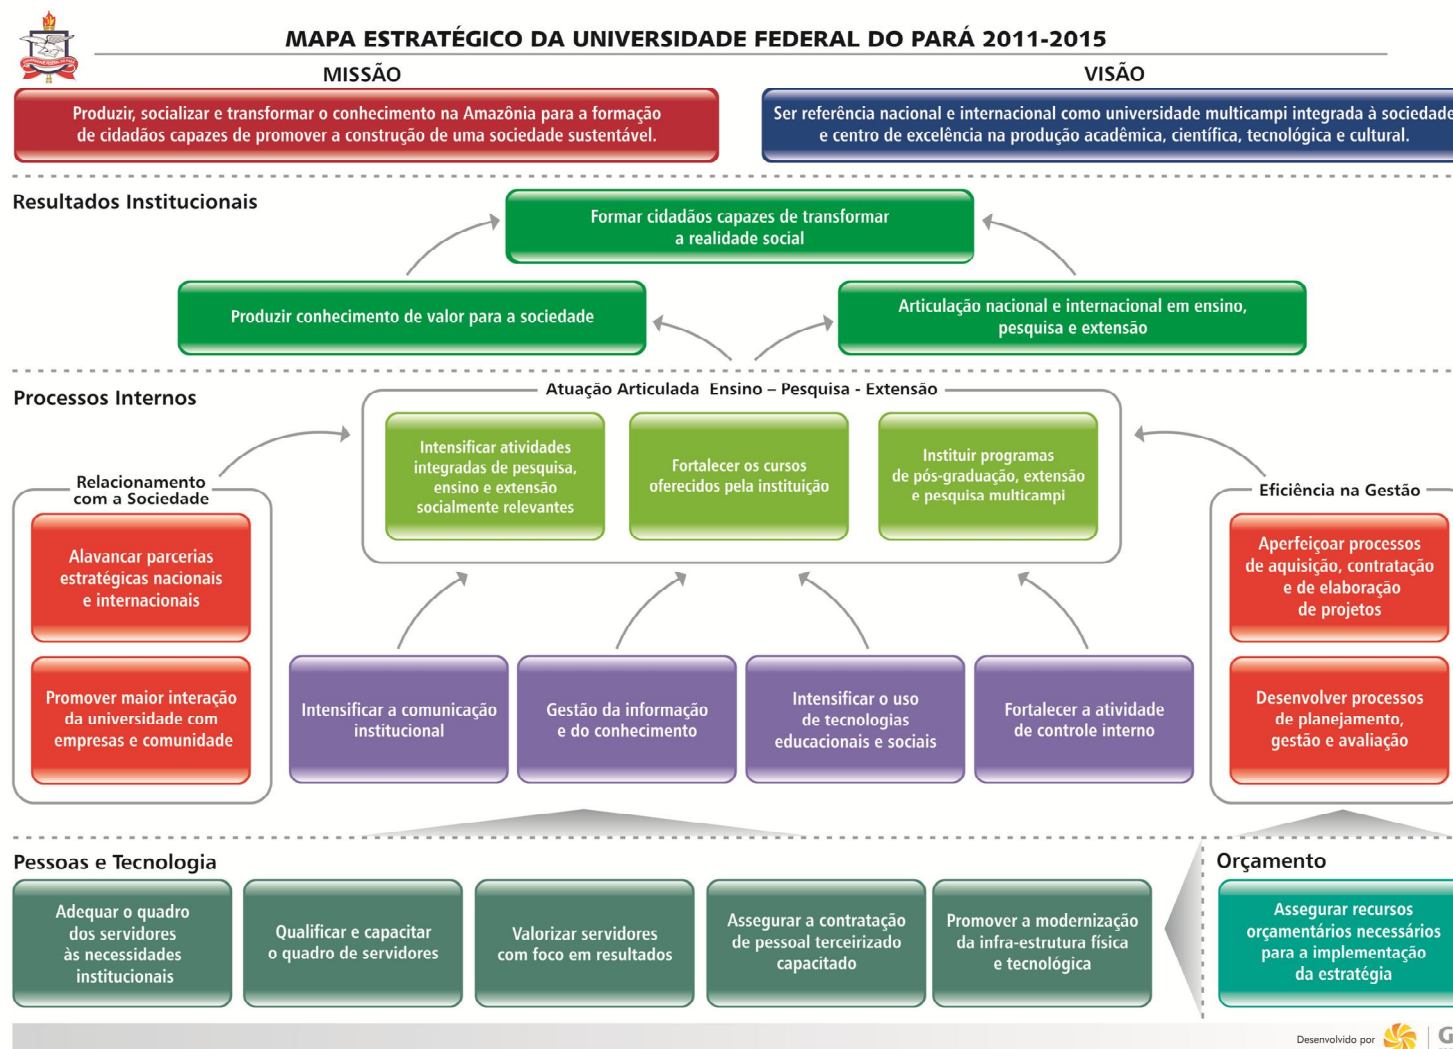 MAPA ESTRATÉGICO DA UNIVERSIDADE FEDERAL DO PARÁ 2011-2015
MISSÃO
Produzir, socializar e transformar o conhecimento na Amazônia para a formação
de cidadãos capazes de promover a construção de uma sociedade sustentável.
VISÃO
Ser referência nacional e internacional como universidade multicampi integrada à sociedade
e centro de excelência na produção acadêmica, científica, tecnológica e cultural.
Resultados Institucionais
Formar cidadãos capazes de transformar
a realidade social
Produzir conhecimento de valor para a sociedade
Articulação nacional e internacional em ensino,
pesquisa e extensão
Processos Internos
Atuação Articulada Ensino – Pesquisa - Extensão
Intensificar atividades
integradas de pesquisa,
ensino e extensão
socialmente relevantes
Fortalecer os cursos
oferecidos pela instituição
Instituir programas
de pós-graduação, extensão
e pesquisa multicampi
Relacionamento
com a Sociedade
Alavancar parcerias
estratégicas nacionais
e internacionais
Promover maior interação
da universidade com
empresas e comunidade
Eficiência na Gestão
Aperfeiçoar processos
de aquisição, contratação
e de elaboração
de projetos
Desenvolver processos
de planejamento,
gestão e avaliação
Intensificar a comunicação
institucional
Gestão da informação
e do conhecimento
Intensificar o uso
de tecnologias
educacionais e sociais
Fortalecer a atividade
de controle interno
Pessoas e Tecnologia
Adequar o quadro
dos servidores
às necessidades
institucionais
Qualificar e capacitar
o quadro de servidores
Valorizar servidores
com foco em resultados
Assegurar a contratação
de pessoal terceirizado
capacitado
Promover a modernização
da infra-estrutura física
e tecnológica
Orçamento
Assegurar recursos
orçamentários necessários
para a implementação
da estratégia
Desenvolvido por